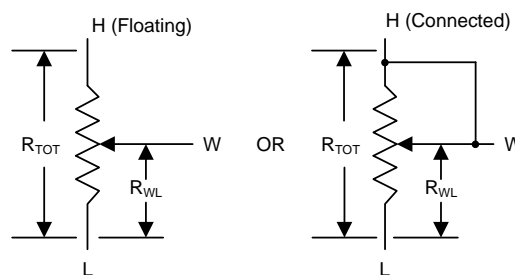 H (Floating)
R_TOT
W
R_WL
L
OR
H (Connected)
R_TOT
W
R_WL
L